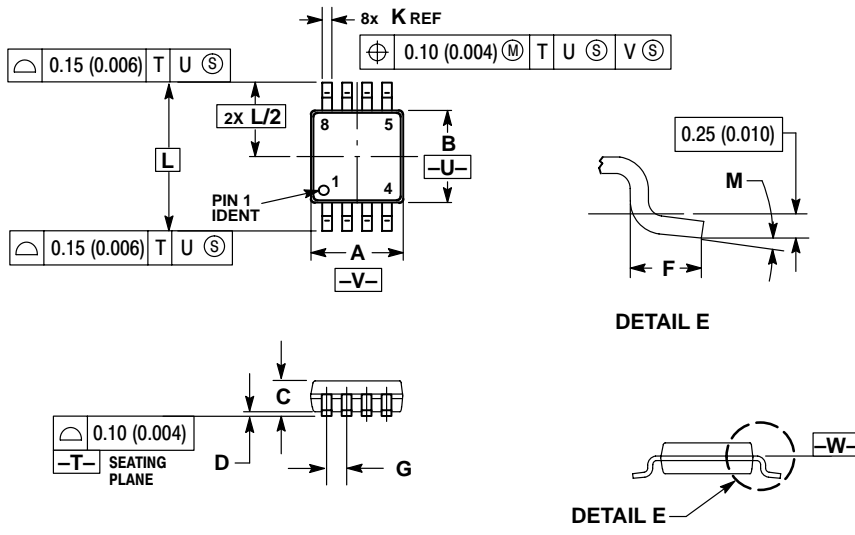 8x K REF
⌖ 0.10 (0.004) Ⓜ T U Ⓢ V Ⓢ
⌓ 0.15 (0.006) T U Ⓢ
2X L/2
8 5
B
–U–
L
PIN 1
IDENT
1
4
⌓ 0.15 (0.006) T U Ⓢ
A
–V–
0.25 (0.010)
M
F
DETAIL E
C
⌓ 0.10 (0.004)
–T– SEATING
PLANE
D
G
–W–
DETAIL E